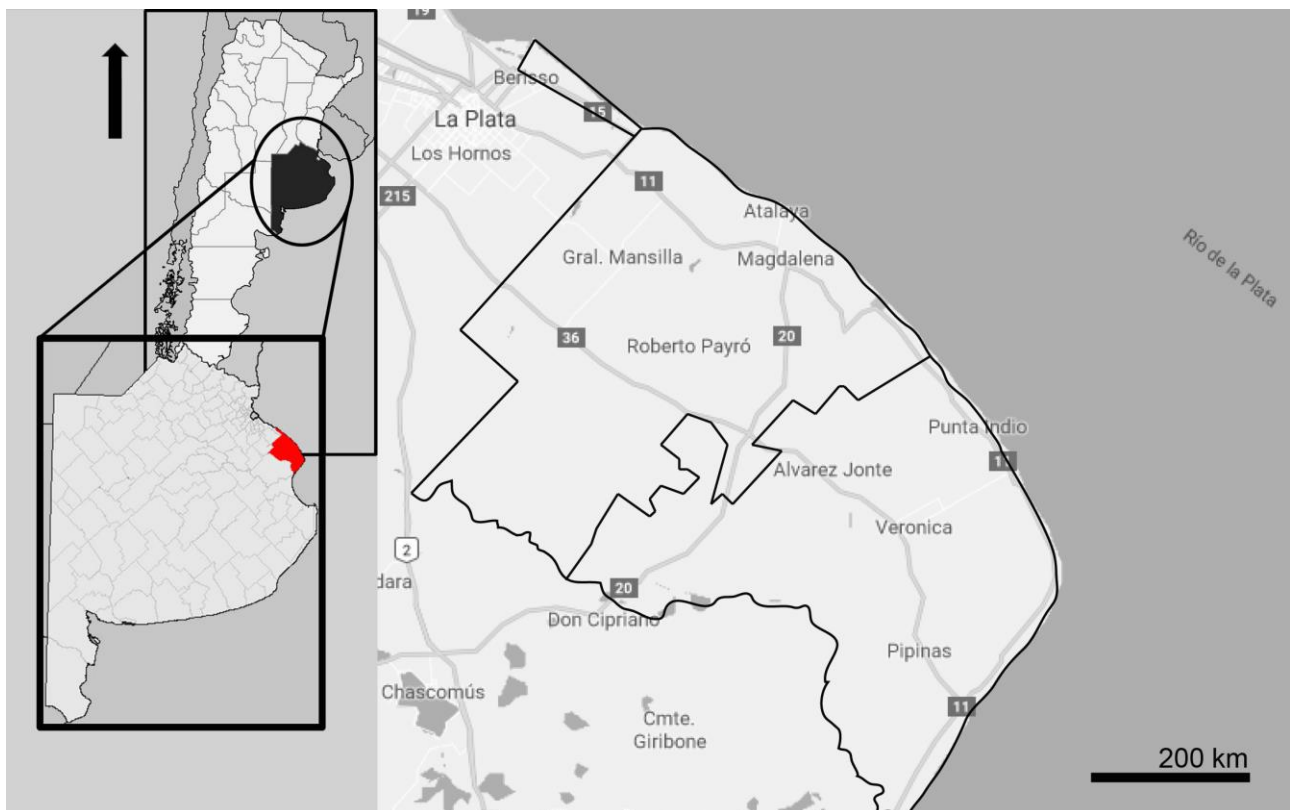 19
Berisso
15
La Plata
Los Hornos
11
215
Atalaya
Gral. Mansilla
Magdalena
Río de la Plata
36
Roberto Payró
20
Punta Indio
Alvarez Jonte
Veronica
2
dara
20
Don Cipriano
Pipinas
Chascomús
11
Cmte.
Giribone
200 km